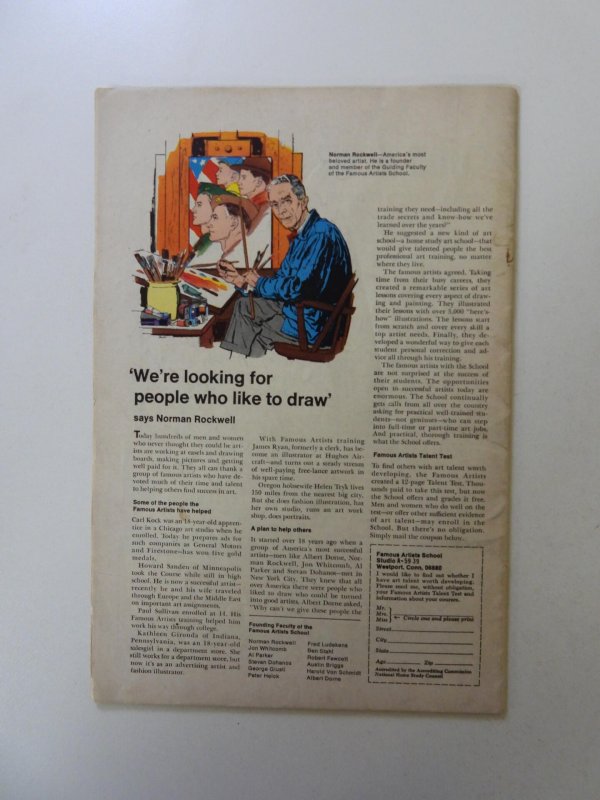 Norman Rockwell—America's most
beloved artist. He is a founder
and member of the Guiding Faculty
of the Famous Artists School.
'We're looking for
people who like to draw'
says Norman Rockwell
Today hundreds of men and women
who never thought they could be art-
ists are working at easels and drawing
boards, making pictures and getting
well paid for it. They all can thank a
group of famous artists who have de-
voted much of their time and talent
to helping others find success in art.
Some of the people the
Famous Artists have helped
Carl Kock was an 18-year-old appren-
tice in a Chicago art studio when he
enrolled. Today he prepares ads for
such companies as General Motors
and Firestone–has won five gold
medals.
Howard Sanden of Minneapolis
took the Course while still in high
school. He is now a successful artist—
recently he and his wife traveled
through Europe and the Middle East
on important art assignments.
Paul Sullivan enrolled at 14. His
Famous Artists training helped him
work his way through college.
Kathleen Gironda of Indiana,
Pennsylvania, was an 18-year-old
salesgirl in a department store. She
still works for a department store, but
now it's as an advertising artist and
fashion illustrator.
With Famous Artists training
James Ryan, formerly a clerk, has be-
come an illustrator at Hughes Air-
craft—and turns out a steady stream
of well-paying free-lance artwork in
his spare time.
Oregon housewife Helen Teyk lives
150 miles from the nearest big city.
But she does fashion illustration, has
her own studio, runs an art work
shop, does portraits.
A plan to help others
It started over 18 years ago when a
group of America's most successful
artists—men like Albert Dorne, Nor-
man Rockwell, Jon Whitcomb, Al
Parker and Stevan Dohanos—met in
New York City. They knew that all
over America there were people who
liked to draw who could be turned
into good artists. Albert Dorne asked,
"Why can't we give these people the
Founding Faculty of the
Famous Artists School
Norman Rockwell
Jon Whitcomb
Al Parker
Stevan Dohanos
George Giusti
Peter Helck
Fred Ludekens
Ben Stahl
Robert Fawcett
Austin Briggs
Harold Von Schmidt
Albert Dorne
training they need—including all the
trade secrets and know-how we've
learned over the years?"
He suggested a new kind of art
school—a home study art school—that
would give talented people the best
professional art training, no matter
where they live.
The famous artists agreed. Taking
time from their busy careers, they
created a remarkable series of art
lessons covering every aspect of draw-
ing and painting. They illustrated
their lessons with over 5,000 "here's-
how" illustrations. The lessons start
from scratch and cover every skill a
top artist needs. Finally, they de-
veloped a wonderful way to give each
student personal correction and ad-
vice all through his training.
The famous artists with the School
are not surprised at the success of
their students. The opportunities
open to successful artists today are
enormous. The School continually
gets calls from all over the country
asking for practical well-trained stu-
dents—not geniuses—who can step
into full-time or part-time art jobs.
And practical, thorough training is
what the School offers.
Famous Artists Talent Test
To find others with art talent worth
developing, the Famous Artists
created a 12-page Talent Test. Thou-
sands paid to take this test, but now
the School offers and grades it free.
Men and women who do well on the
test—or offer other sufficient evidence
of art talent—may enroll in the
School. But there's no obligation.
Simply mail the coupon below.
Famous Artists School
Studio A-5939
Westport, Conn. 06880
I would like to find out whether I
have art talent worth developing.
Please send me, without obligation,
your Famous Artists Talent Test and
information about your courses.
Mr.
Mrs. Circle one and please print
Miss
Street
City
State
Age Zip
Accredited by the Accrediting Commission
National Home Study Council